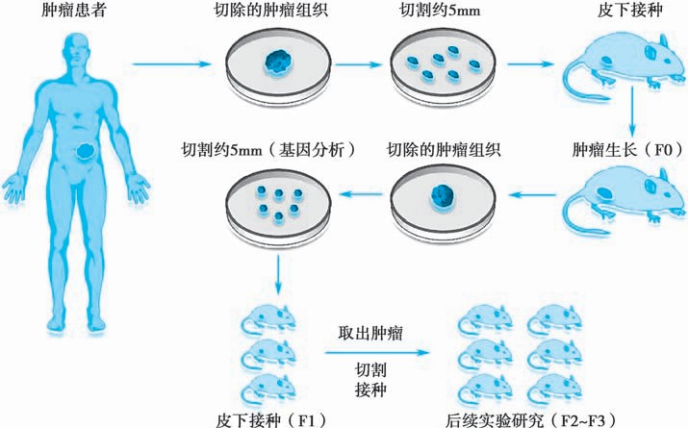 肿瘤患者
切除的肿瘤组织
切割约5mm
皮下接种
肿瘤生长（F0）
切除的肿瘤组织
切割约5mm（基因分析）
皮下接种（F1）
取出肿瘤
切割
接种
后续实验研究（F2~F3）